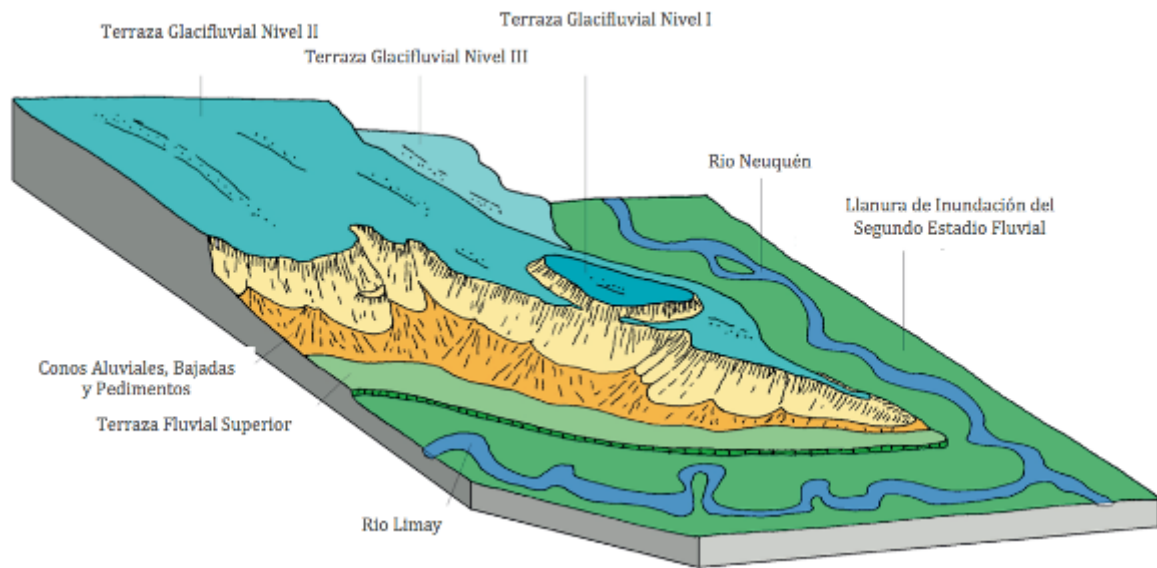 Terraza Glacifluvial Nivel I
Terraza Glacifluvial Nivel II
Terraza Glacifluvial Nivel III
Rio Neuquén
Llanura de Inundación del
Segundo Estadio Fluvial
Conos Aluviales, Bajadas
y Pedimentos
Terraza Fluvial Superior
Rio Limay